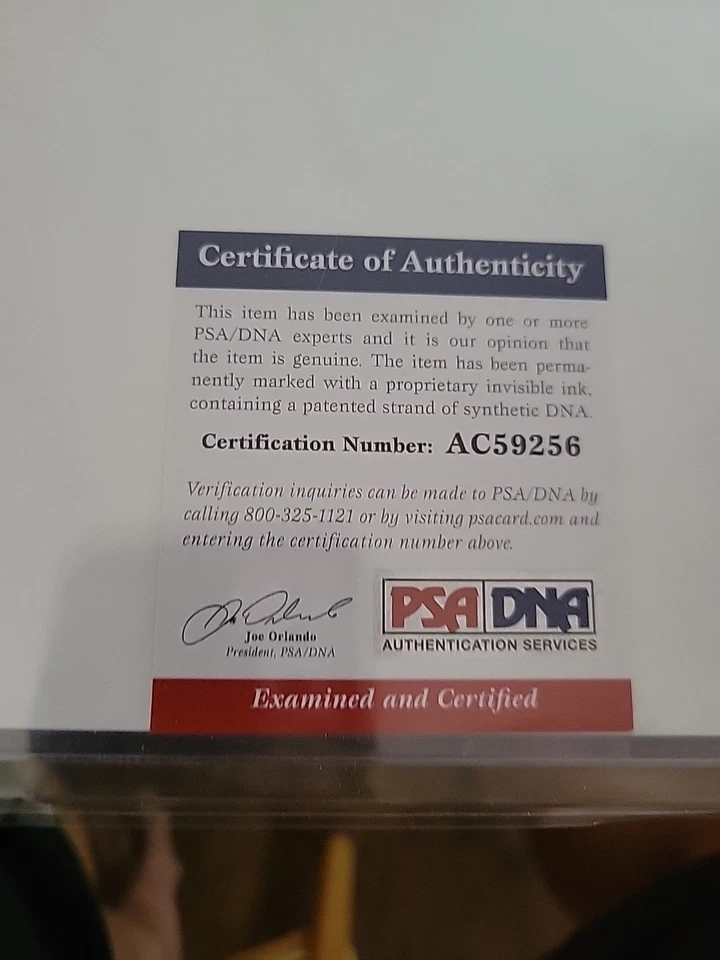 Certificate of Authenticity
This item has been examined by one or more
PSA/DNA experts and it is our opinion that
the item is genuine. The item has been perma-
nently marked with a proprietary invisible ink,
containing a patented strand of synthetic DNA.
Certification Number: AC59256
Verification inquiries can be made to PSA/DNA by
calling 800-325-1121 or by visiting psacard.com and
entering the certification number above.
Joe Orlando
President, PSA/DNA
PSA DNA
AUTHENTICATION SERVICES
Examined and Certified